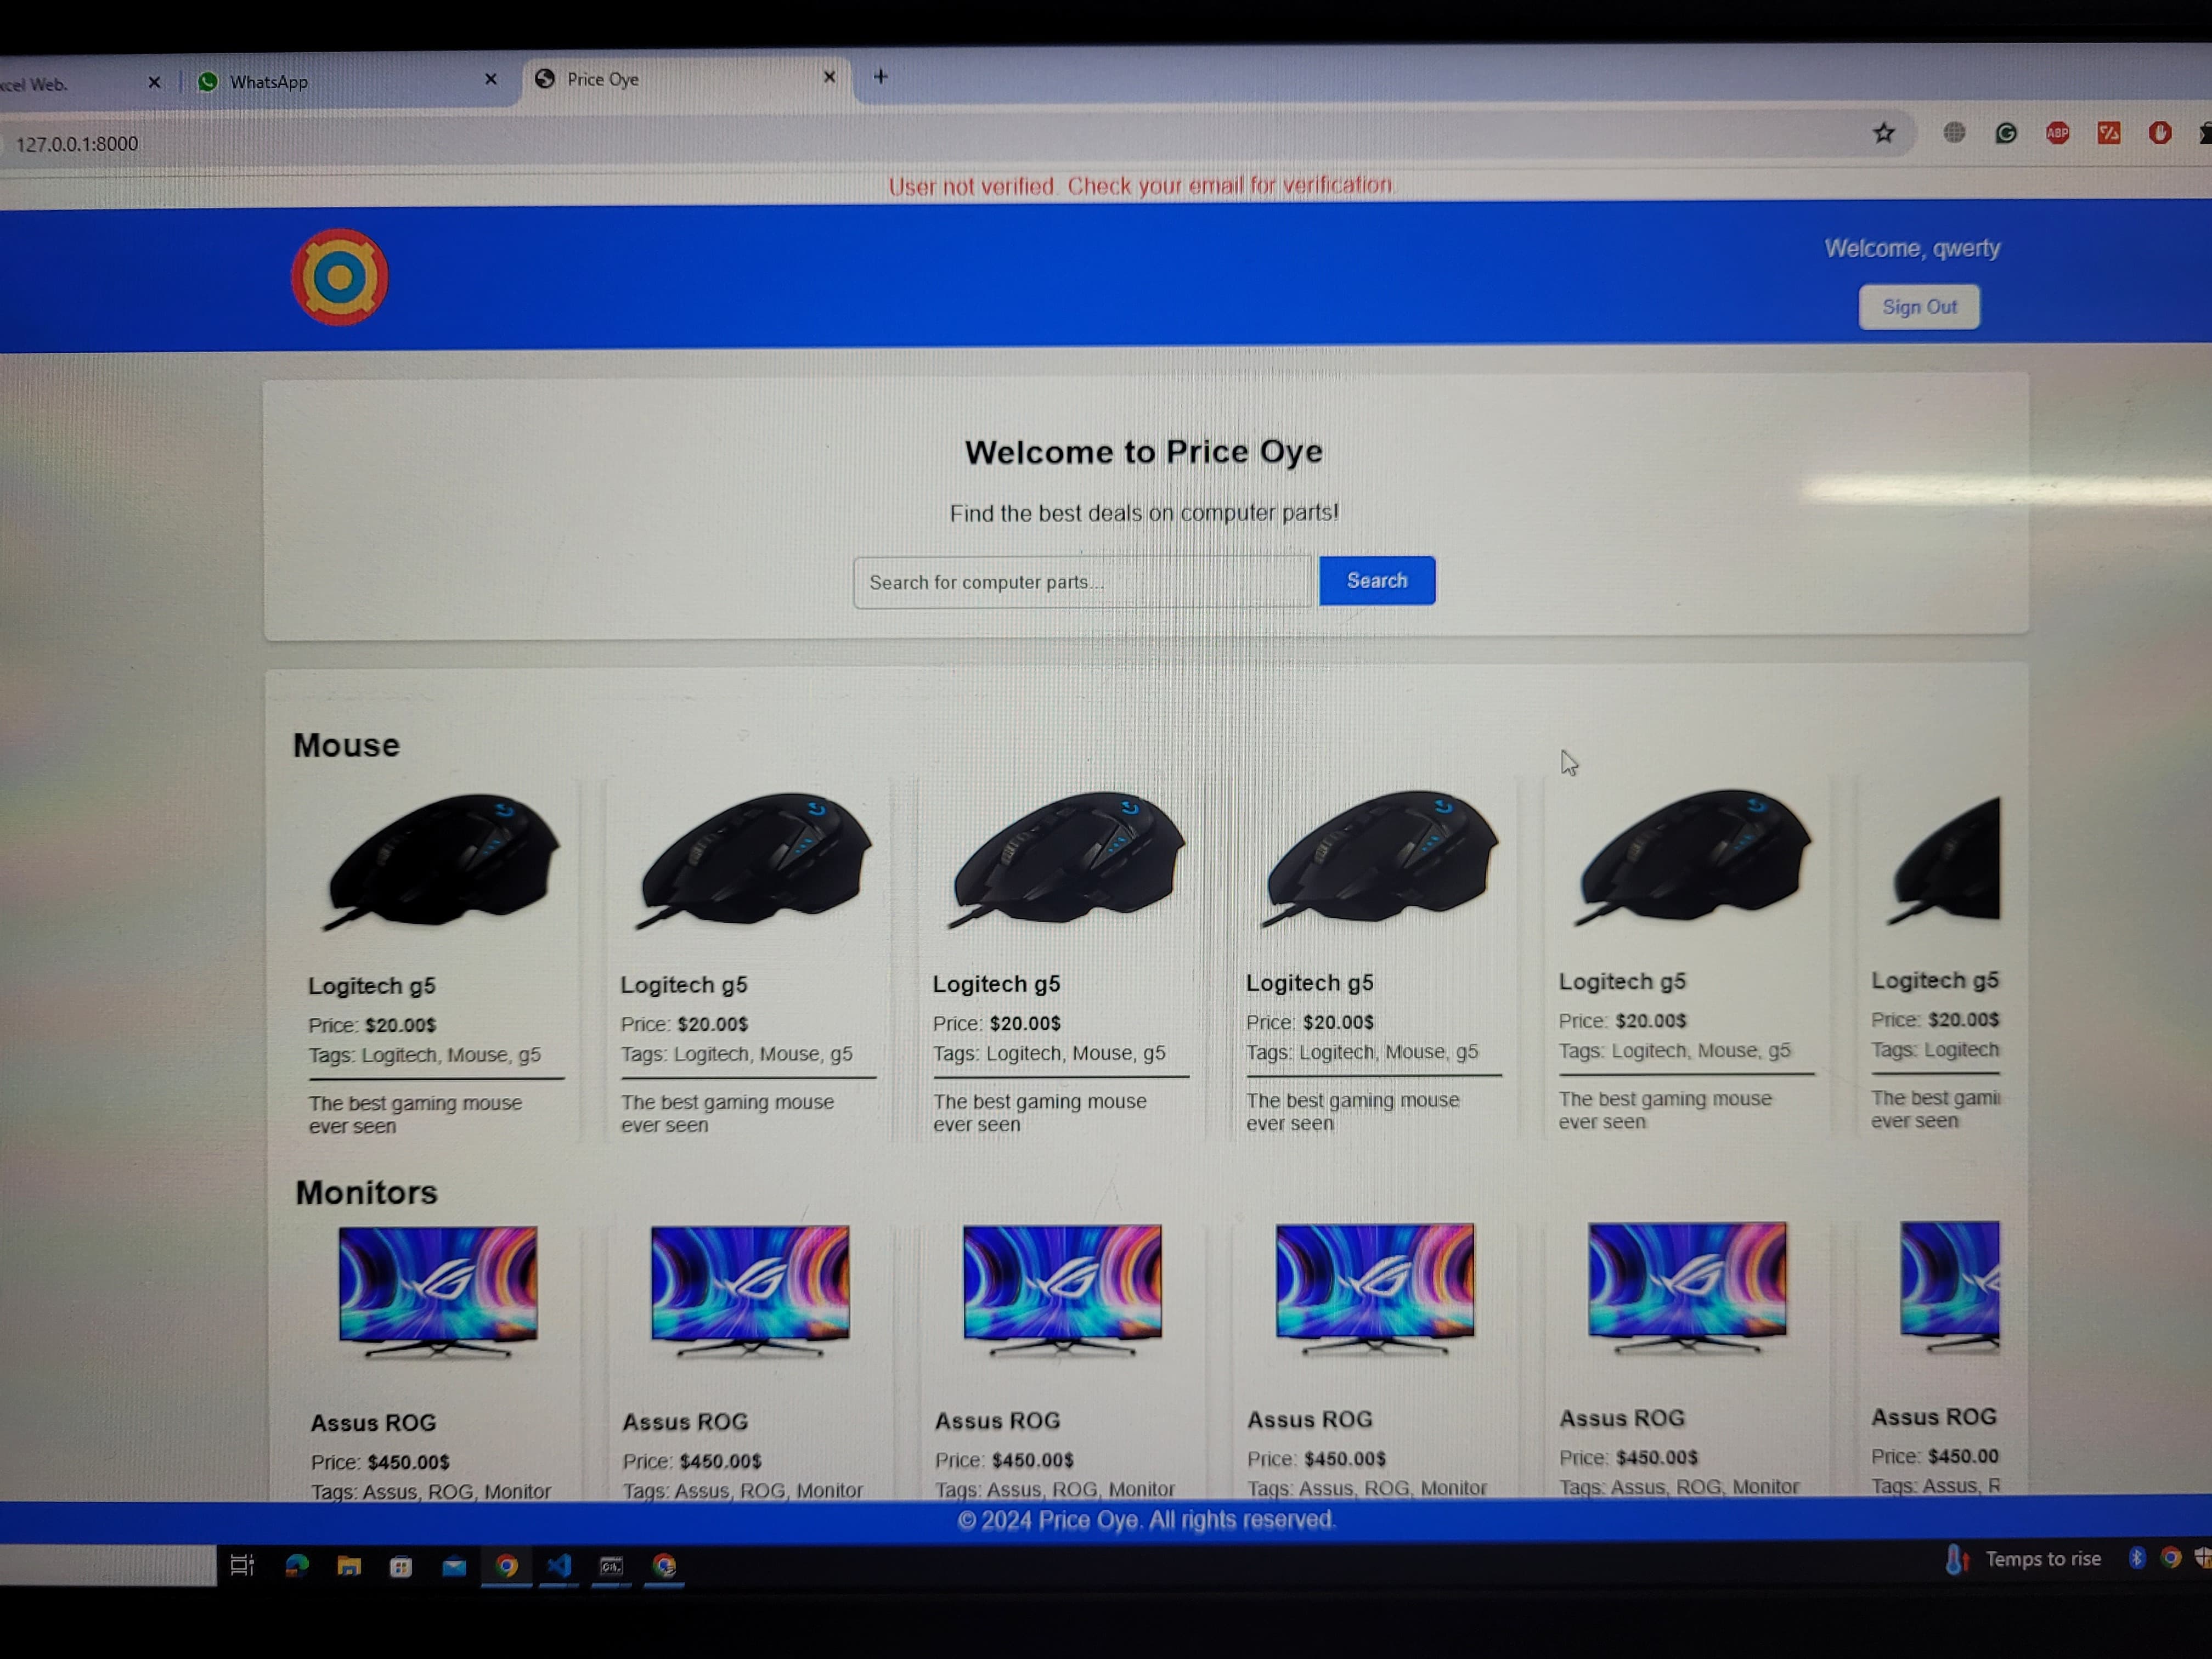 xcel Web.
WhatsApp
Price Oye
127.0.0.1:8000
ABP
User not verified. Check your email for verification.
Welcome, qwerty
Sign Out
Welcome to Price Oye
Find the best deals on computer parts!
Search for computer parts...
Search
Mouse
Logitech g5 Logitech g5 Logitech g5 Logitech g5 Logitech g5 Logitech g5
Price: $20.00$ Price: $20.00$ Price: $20.00$ Price: $20.00$ Price: $20.00$ Price: $20.00$
Tags: Logitech, Mouse, g5 Tags: Logitech, Mouse, g5 Tags: Logitech, Mouse, g5 Tags: Logitech, Mouse, g5 Tags: Logitech, Mouse, g5 Tags: Logitech
The best gaming mouse The best gaming mouse The best gaming mouse The best gaming mouse The best gaming mouse The best gami
ever seen ever seen ever seen ever seen ever seen ever seen
Monitors
Assus ROG Assus ROG Assus ROG Assus ROG Assus ROG Assus ROG
Price: $450.00$ Price: $450.00$ Price: $450.00$ Price: $450.00$ Price: $450.00$ Price: $450.00
Tags: Assus, ROG, Monitor Tags: Assus, ROG, Monitor Tags: Assus, ROG, Monitor Tags: Assus, ROG, Monitor Tags: Assus, ROG, Monitor Tags: Assus, R
© 2024 Price Oye. All rights reserved.
Temps to rise